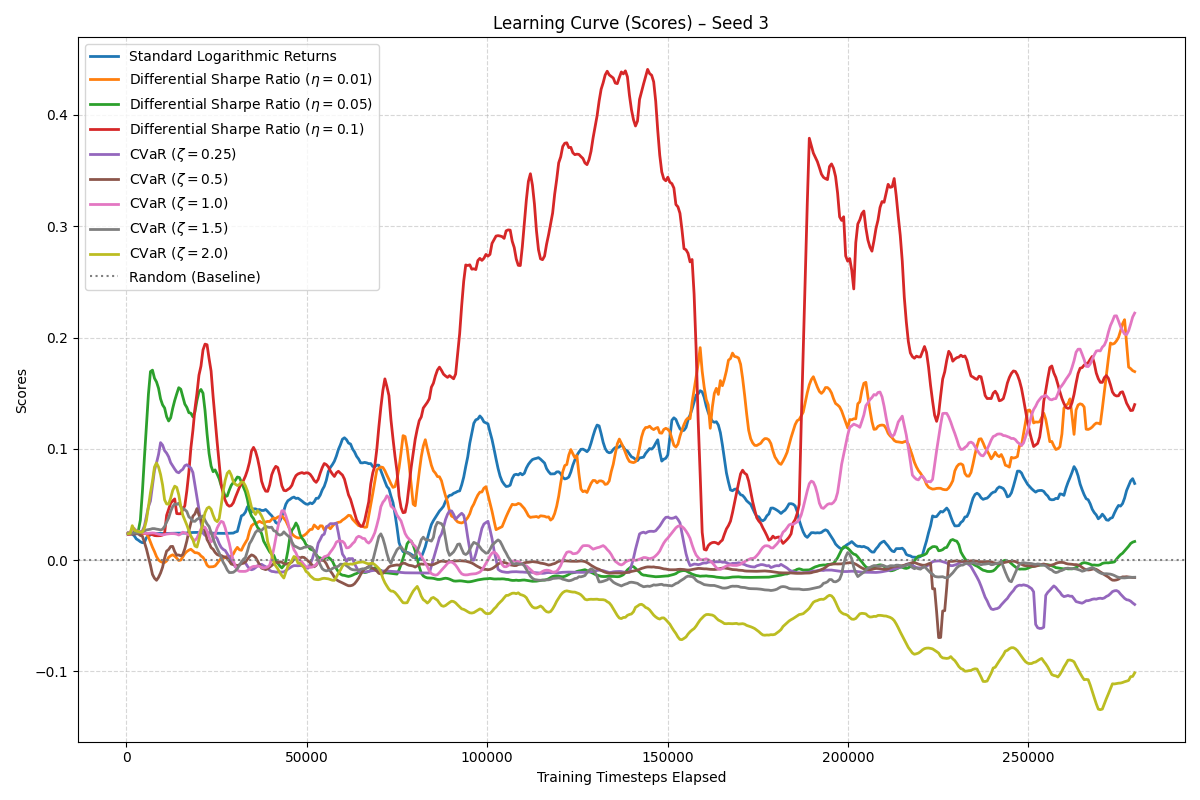 Learning Curve (Scores) – Seed 3
Standard Logarithmic Returns
Differential Sharpe Ratio (η = 0.01)
Differential Sharpe Ratio (η = 0.05)
Differential Sharpe Ratio (η = 0.1)
CVaR (ζ = 0.25)
CVaR (ζ = 0.5)
CVaR (ζ = 1.0)
CVaR (ζ = 1.5)
CVaR (ζ = 2.0)
Random (Baseline)
Scores
0.4
0.3
0.2
0.1
0.0
−0.1
0
50000
100000
150000
200000
250000
Training Timesteps Elapsed